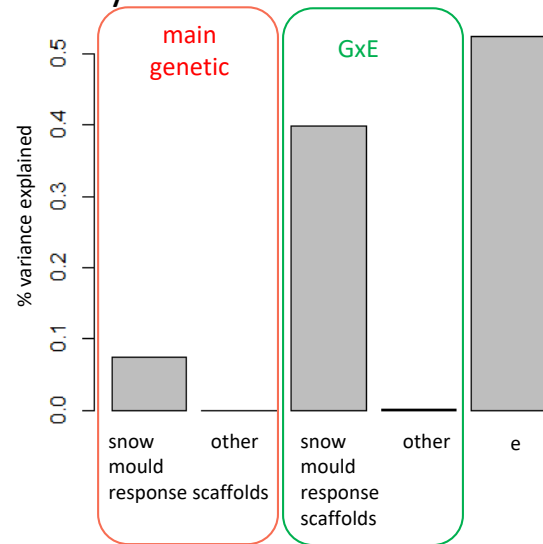 main
genetic
GxE
% variance explained
0.5
0.4
0.3
0.2
0.1
0.0
snow
mould
response scaffolds
other
snow
mould
response
scaffolds
other
e